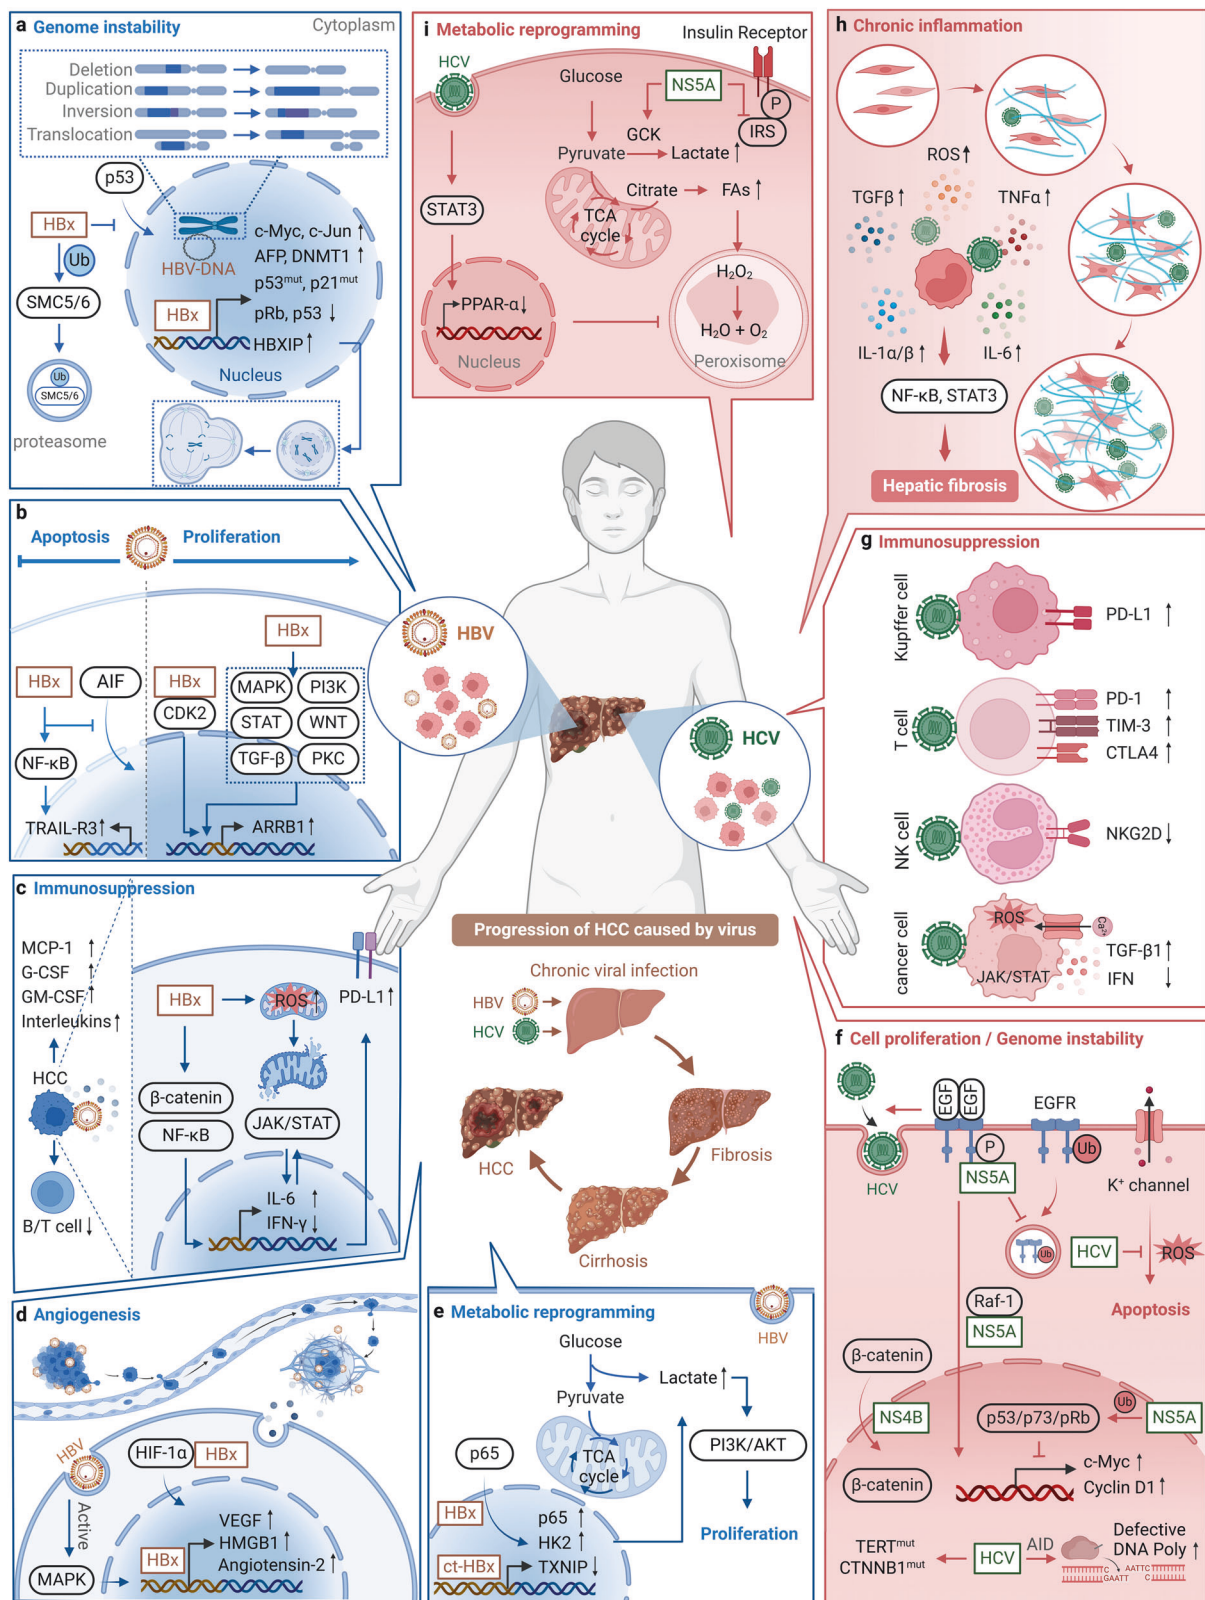 a Genome instability
Cytoplasm
Deletion
Duplication
Inversion
Translocation
p53
HBx
Ub
SMC5/6
Ub
SMC5/6
proteasome
HBV-DNA
c-Myc, c-Jun ↑
AFP, DNMT1 ↑
p53mut, p21mut
pRb, p53 ↓
HBx
HBXIP ↑
Nucleus
i Metabolic reprogramming
Insulin Receptor
HCV
Glucose
NS5A
P
IRS
GCK
Pyruvate
Lactate ↑
STAT3
Citrate
FAs ↑
TCA
cycle
H2O2
PPAR-α↓
H2O + O2
Nucleus
Peroxisome
h Chronic inflammation
ROS↑
TGFβ↑
TNFα↑
IL-1α/β↑
IL-6↑
NF-κB, STAT3
Hepatic fibrosis
b
Apoptosis
Proliferation
HBx
HBx
AIF
HBx
CDK2
MAPK
PI3K
STAT
WNT
TGF-β
PKC
NF-κB
TRAIL-R3↑
ARRB1↑
HBV
HCV
g Immunosuppression
Kupffer cell
PD-L1 ↑
T cell
PD-1 ↑
TIM-3 ↑
CTLA4 ↑
NK cell
NKG2D↓
cancer cell
ROS
Ca2+
JAK/STAT
TGF-β1↑
IFN ↓
c Immunosuppression
MCP-1 ↑
G-CSF ↑
GM-CSF↑
Interleukins↑
HCC
B/T cell↓
HBx
ROS↑
PD-L1↑
β-catenin
NF-κB
JAK/STAT
IL-6 ↑
IFN-γ↓
Progression of HCC caused by virus
Chronic viral infection
HBV
HCV
HCC
Fibrosis
Cirrhosis
f Cell proliferation / Genome instability
EGF
EGF
EGFR
P
Ub
NS5A
HCV
K+ channel
Ub
HCV
ROS
Raf-1
NS5A
Apoptosis
β-catenin
NS4B
Ub
p53/p73/pRb
NS5A
β-catenin
c-Myc ↑
Cyclin D1↑
TERTmut
CTNNB1mut
HCV
AID
Defective
DNA Poly ↑
C
GAATT
AATTC
C
d Angiogenesis
HBV
HIF-1α
HBx
Active
MAPK
VEGF ↑
HMGB1↑
Angiotensin-2↑
HBx
e Metabolic reprogramming
HBV
Glucose
Lactate↑
Pyruvate
TCA
cycle
p65
PI3K/AKT
HBx
p65 ↑
HK2 ↑
TXNIP↓
ct-HBx
Proliferation